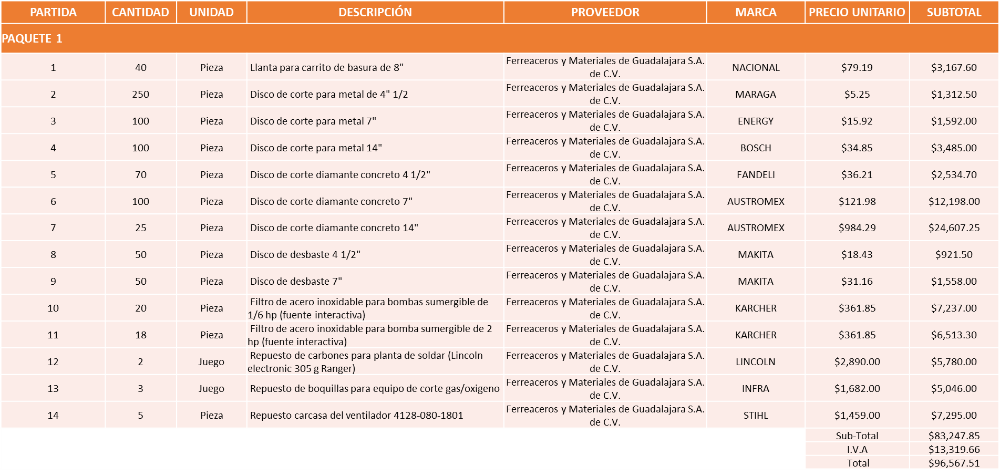 PARTIDA CANTIDAD UNIDAD DESCRIPCIÓN PROVEEDOR MARCA PRECIO UNITARIO SUBTOTAL
PAQUETE 1
1 40 Pieza Llanta para carrito de basura de 8" Ferreaceros y Materiales de Guadalajara S.A. de C.V. NACIONAL $79.19 $3,167.60
2 250 Pieza Disco de corte para metal de 4" 1/2 Ferreaceros y Materiales de Guadalajara S.A. de C.V. MARAGA $5.25 $1,312.50
3 100 Pieza Disco de corte para metal 7" Ferreaceros y Materiales de Guadalajara S.A. de C.V. ENERGY $15.92 $1,592.00
4 100 Pieza Disco de corte para metal 14" Ferreaceros y Materiales de Guadalajara S.A. de C.V. BOSCH $34.85 $3,485.00
5 70 Pieza Disco de corte diamante concreto 4 1/2" Ferreaceros y Materiales de Guadalajara S.A. de C.V. FANDELI $36.21 $2,534.70
6 100 Pieza Disco de corte diamante concreto 7" Ferreaceros y Materiales de Guadalajara S.A. de C.V. AUSTROMEX $121.98 $12,198.00
7 25 Pieza Disco de corte diamante concreto 14" Ferreaceros y Materiales de Guadalajara S.A. de C.V. AUSTROMEX $984.29 $24,607.25
8 50 Pieza Disco de desbaste 4 1/2" Ferreaceros y Materiales de Guadalajara S.A. de C.V. MAKITA $18.43 $921.50
9 50 Pieza Disco de desbaste 7" Ferreaceros y Materiales de Guadalajara S.A. de C.V. MAKITA $31.16 $1,558.00
10 20 Pieza Filtro de acero inoxidable para bombas sumergible de 1/6 hp (fuente interactiva) Ferreaceros y Materiales de Guadalajara S.A. de C.V. KARCHER $361.85 $7,237.00
11 18 Pieza Filtro de acero inoxidable para bomba sumergible de 2 hp (fuente interactiva) Ferreaceros y Materiales de Guadalajara S.A. de C.V. KARCHER $361.85 $6,513.30
12 2 Juego Repuesto de carbones para planta de soldar (Lincoln electronic 305 g Ranger) Ferreaceros y Materiales de Guadalajara S.A. de C.V. LINCOLN $2,890.00 $5,780.00
13 3 Juego Repuesto de boquillas para equipo de corte gas/oxigeno Ferreaceros y Materiales de Guadalajara S.A. de C.V. INFRA $1,682.00 $5,046.00
14 5 Pieza Repuesto carcasa del ventilador 4128-080-1801 Ferreaceros y Materiales de Guadalajara S.A. de C.V. STIHL $1,459.00 $7,295.00
Sub-Total $83,247.85
I.V.A $13,319.66
Total $96,567.51